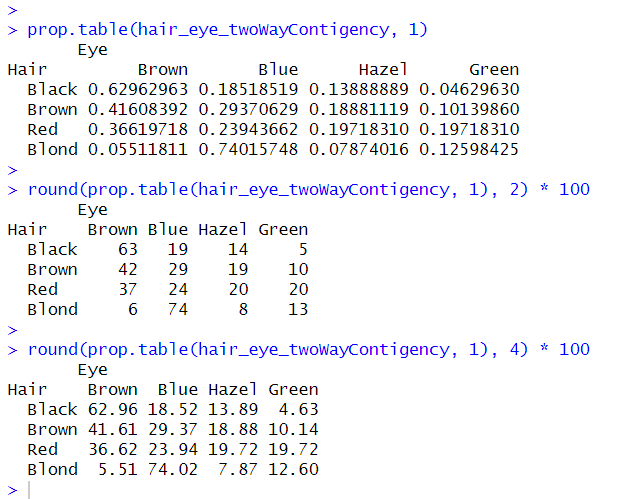 >
> prop.table(hair_eye_twoWayContigency, 1)
       Eye
Hair         Brown       Blue      Hazel      Green
  Black 0.62962963 0.18518519 0.13888889 0.04629630
  Brown 0.41608392 0.29370629 0.18881119 0.10139860
  Red   0.36619718 0.23943662 0.19718310 0.19718310
  Blond 0.05511811 0.74015748 0.07874016 0.12598425
>
> round(prop.table(hair_eye_twoWayContigency, 1), 2) * 100
       Eye
Hair    Brown Blue Hazel Green
  Black    63   19    14     5
  Brown    42   29    19    10
  Red      37   24    20    20
  Blond     6   74     8    13
>
> round(prop.table(hair_eye_twoWayContigency, 1), 4) * 100
       Eye
Hair    Brown  Blue Hazel Green
  Black 62.96 18.52 13.89  4.63
  Brown 41.61 29.37 18.88 10.14
  Red   36.62 23.94 19.72 19.72
  Blond  5.51 74.02  7.87 12.60
>